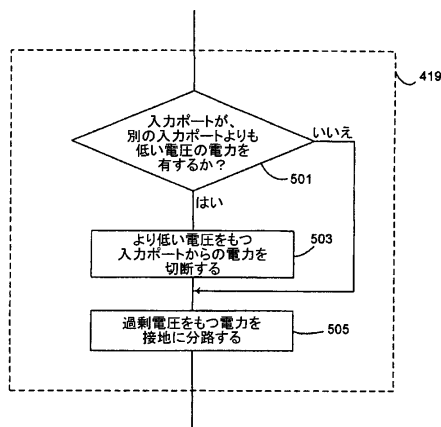 419
入力ポートが、
別の入力ポートよりも
低い電圧の電力を
有するか？
いいえ
501
はい
より低い電圧をもつ
入力ポートからの電力を
切断する
503
過剰電圧をもつ電力を
接地に分路する
505